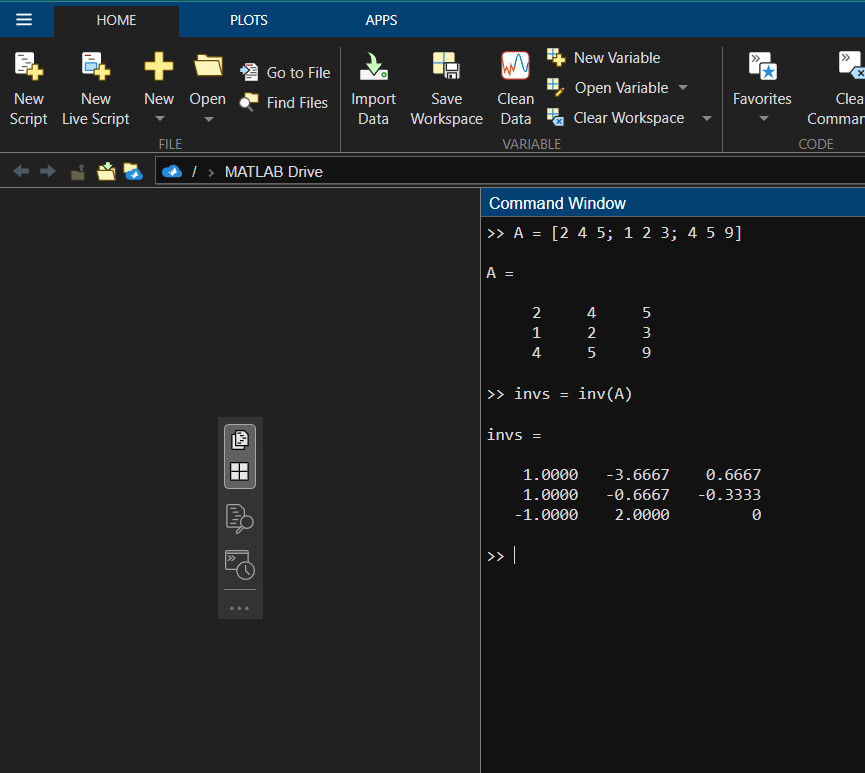 HOME PLOTS APPS
New Script
New Live Script
New
Open
Go to File
Find Files
FILE
Import Data
Save Workspace
Clean Data
New Variable
Open Variable
Clear Workspace
VARIABLE
Favorites
Clea
Comman
CODE
/ > MATLAB Drive
Command Window
>> A = [2 4 5; 1 2 3; 4 5 9]
A =
2 4 5
1 2 3
4 5 9
>> invs = inv(A)
invs =
1.0000 -3.6667 0.6667
1.0000 -0.6667 -0.3333
-1.0000 2.0000 0
>>